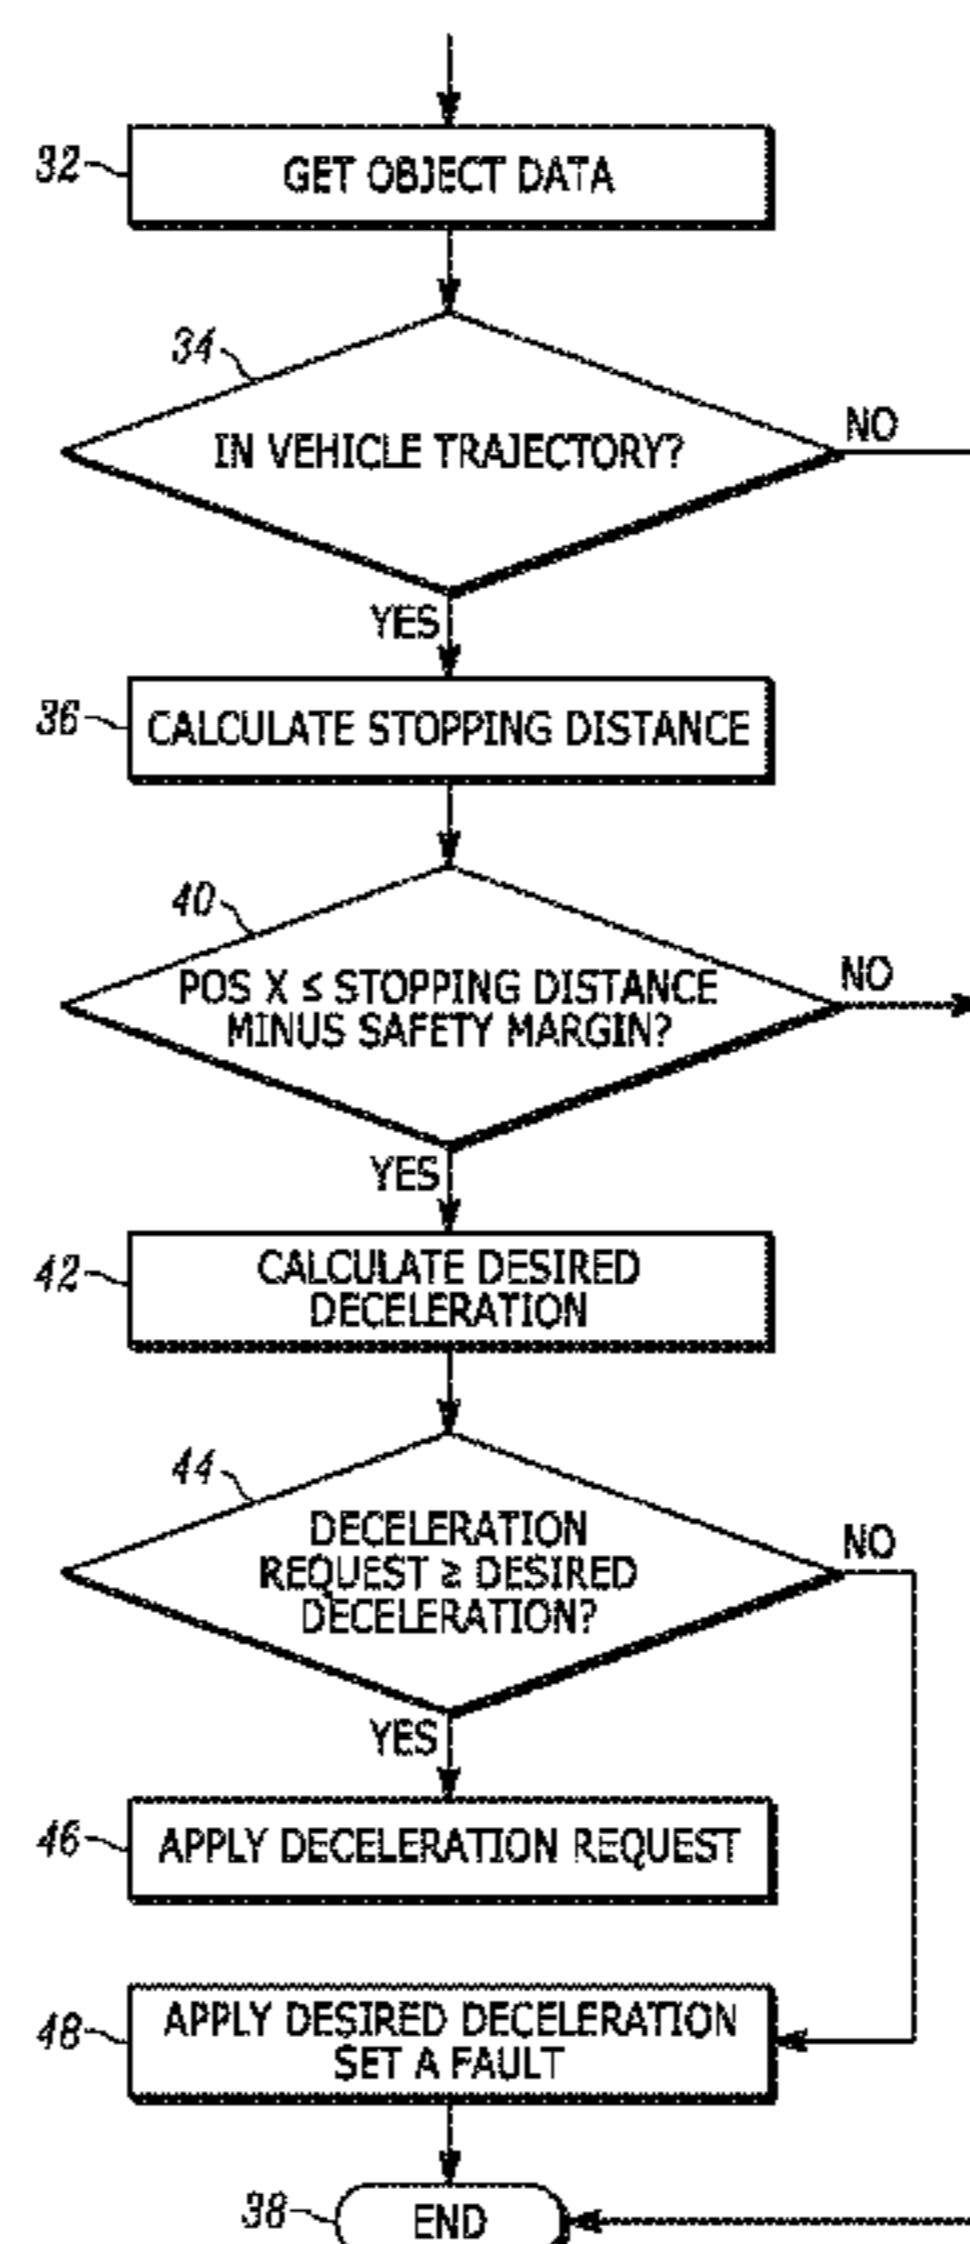 32
GET OBJECT DATA
34
IN VEHICLE TRAJECTORY?
NO
YES
36
CALCULATE STOPPING DISTANCE
40
POS X ≤ STOPPING DISTANCE
MINUS SAFETY MARGIN?
NO
YES
42
CALCULATE DESIRED
DECELERATION
44
DECELERATION
REQUEST ≥ DESIRED
DECELERATION?
NO
YES
46
APPLY DECELERATION REQUEST
48
APPLY DESIRED DECELERATION
SET A FAULT
38
END